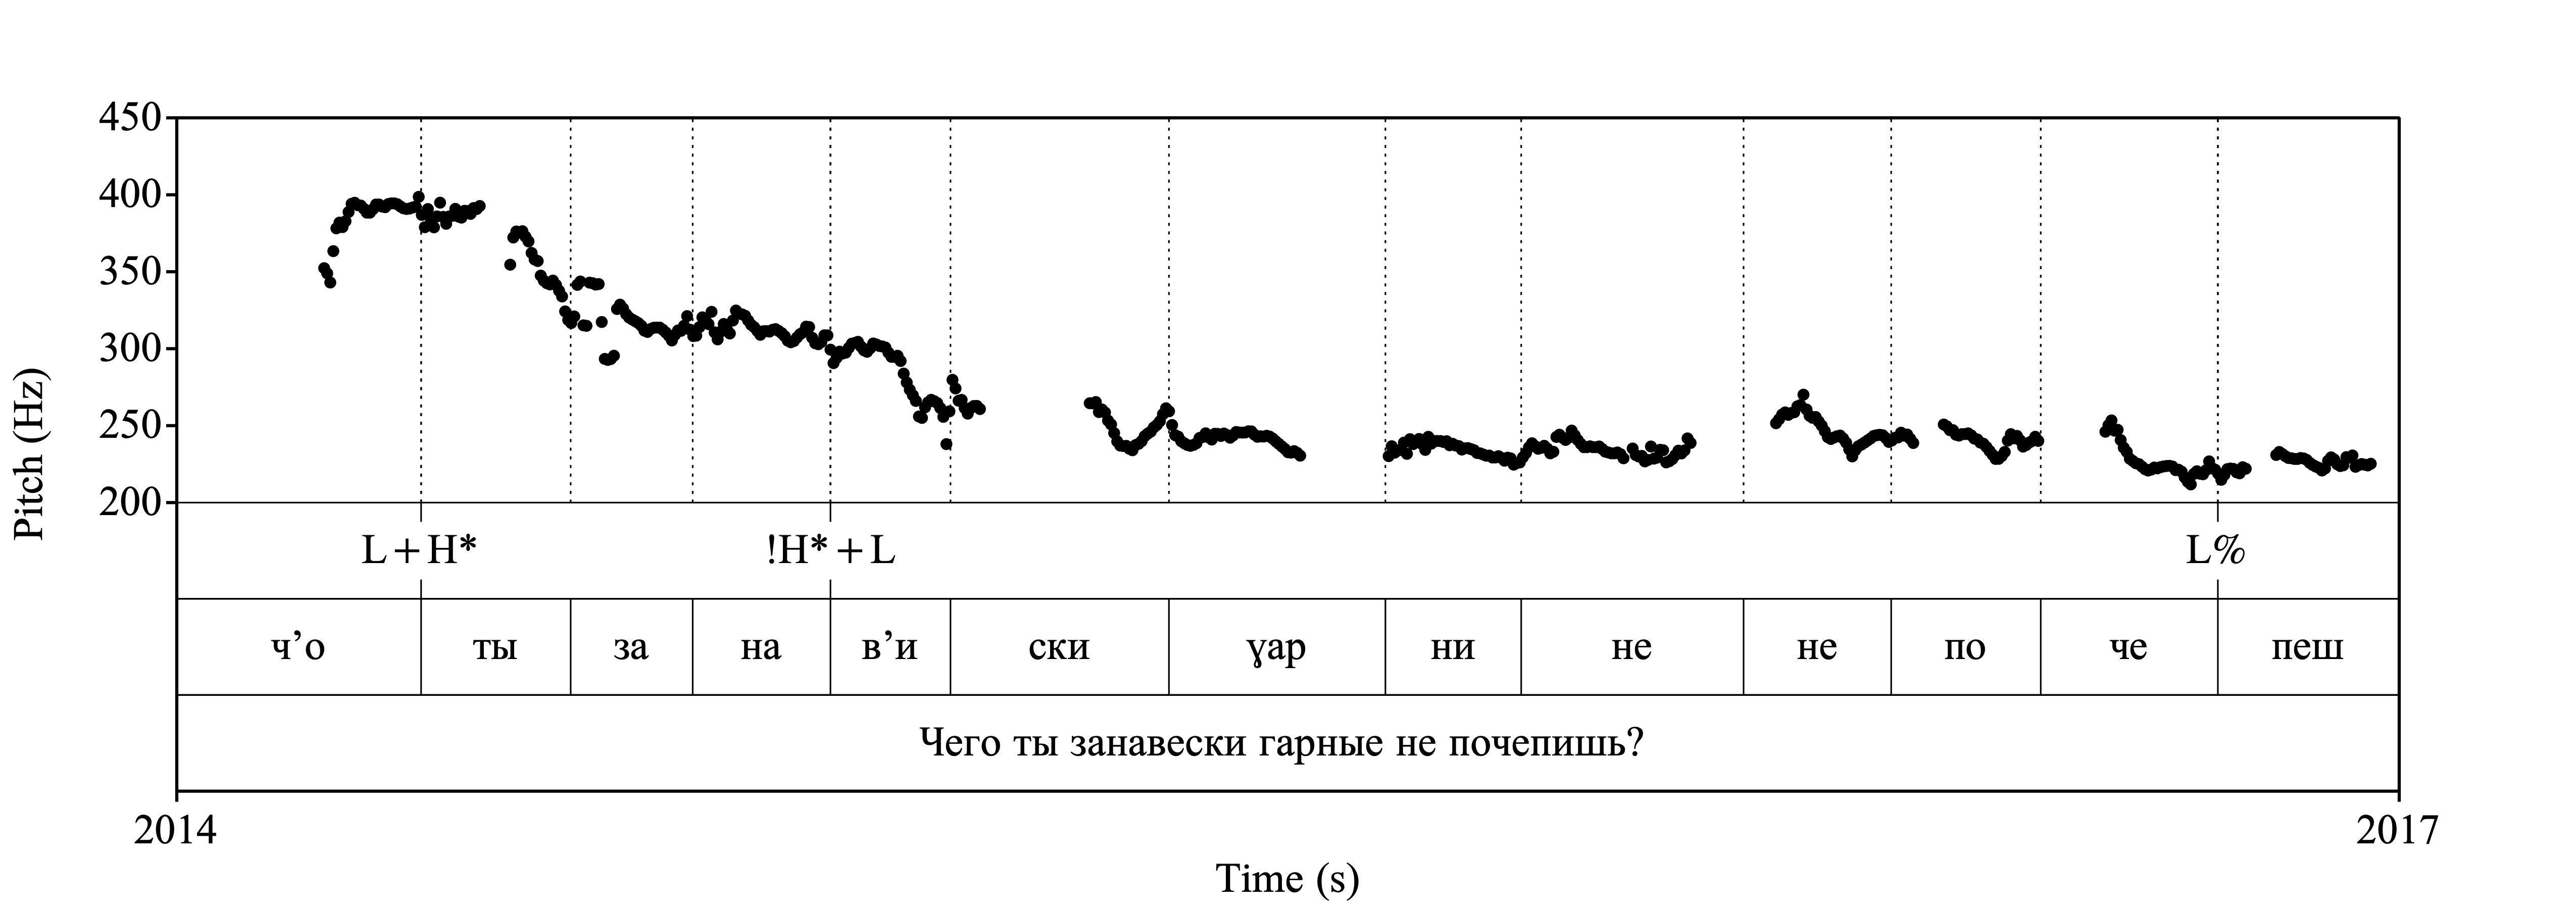 450
400
350
300
250
200
Pitch (Hz)
L+H* !H*+L L%
ч’о ты за на в’и ски ɣар ни не не по че пеш
Чего ты занавески гарные не почепишь?
2014 2017
Time (s)